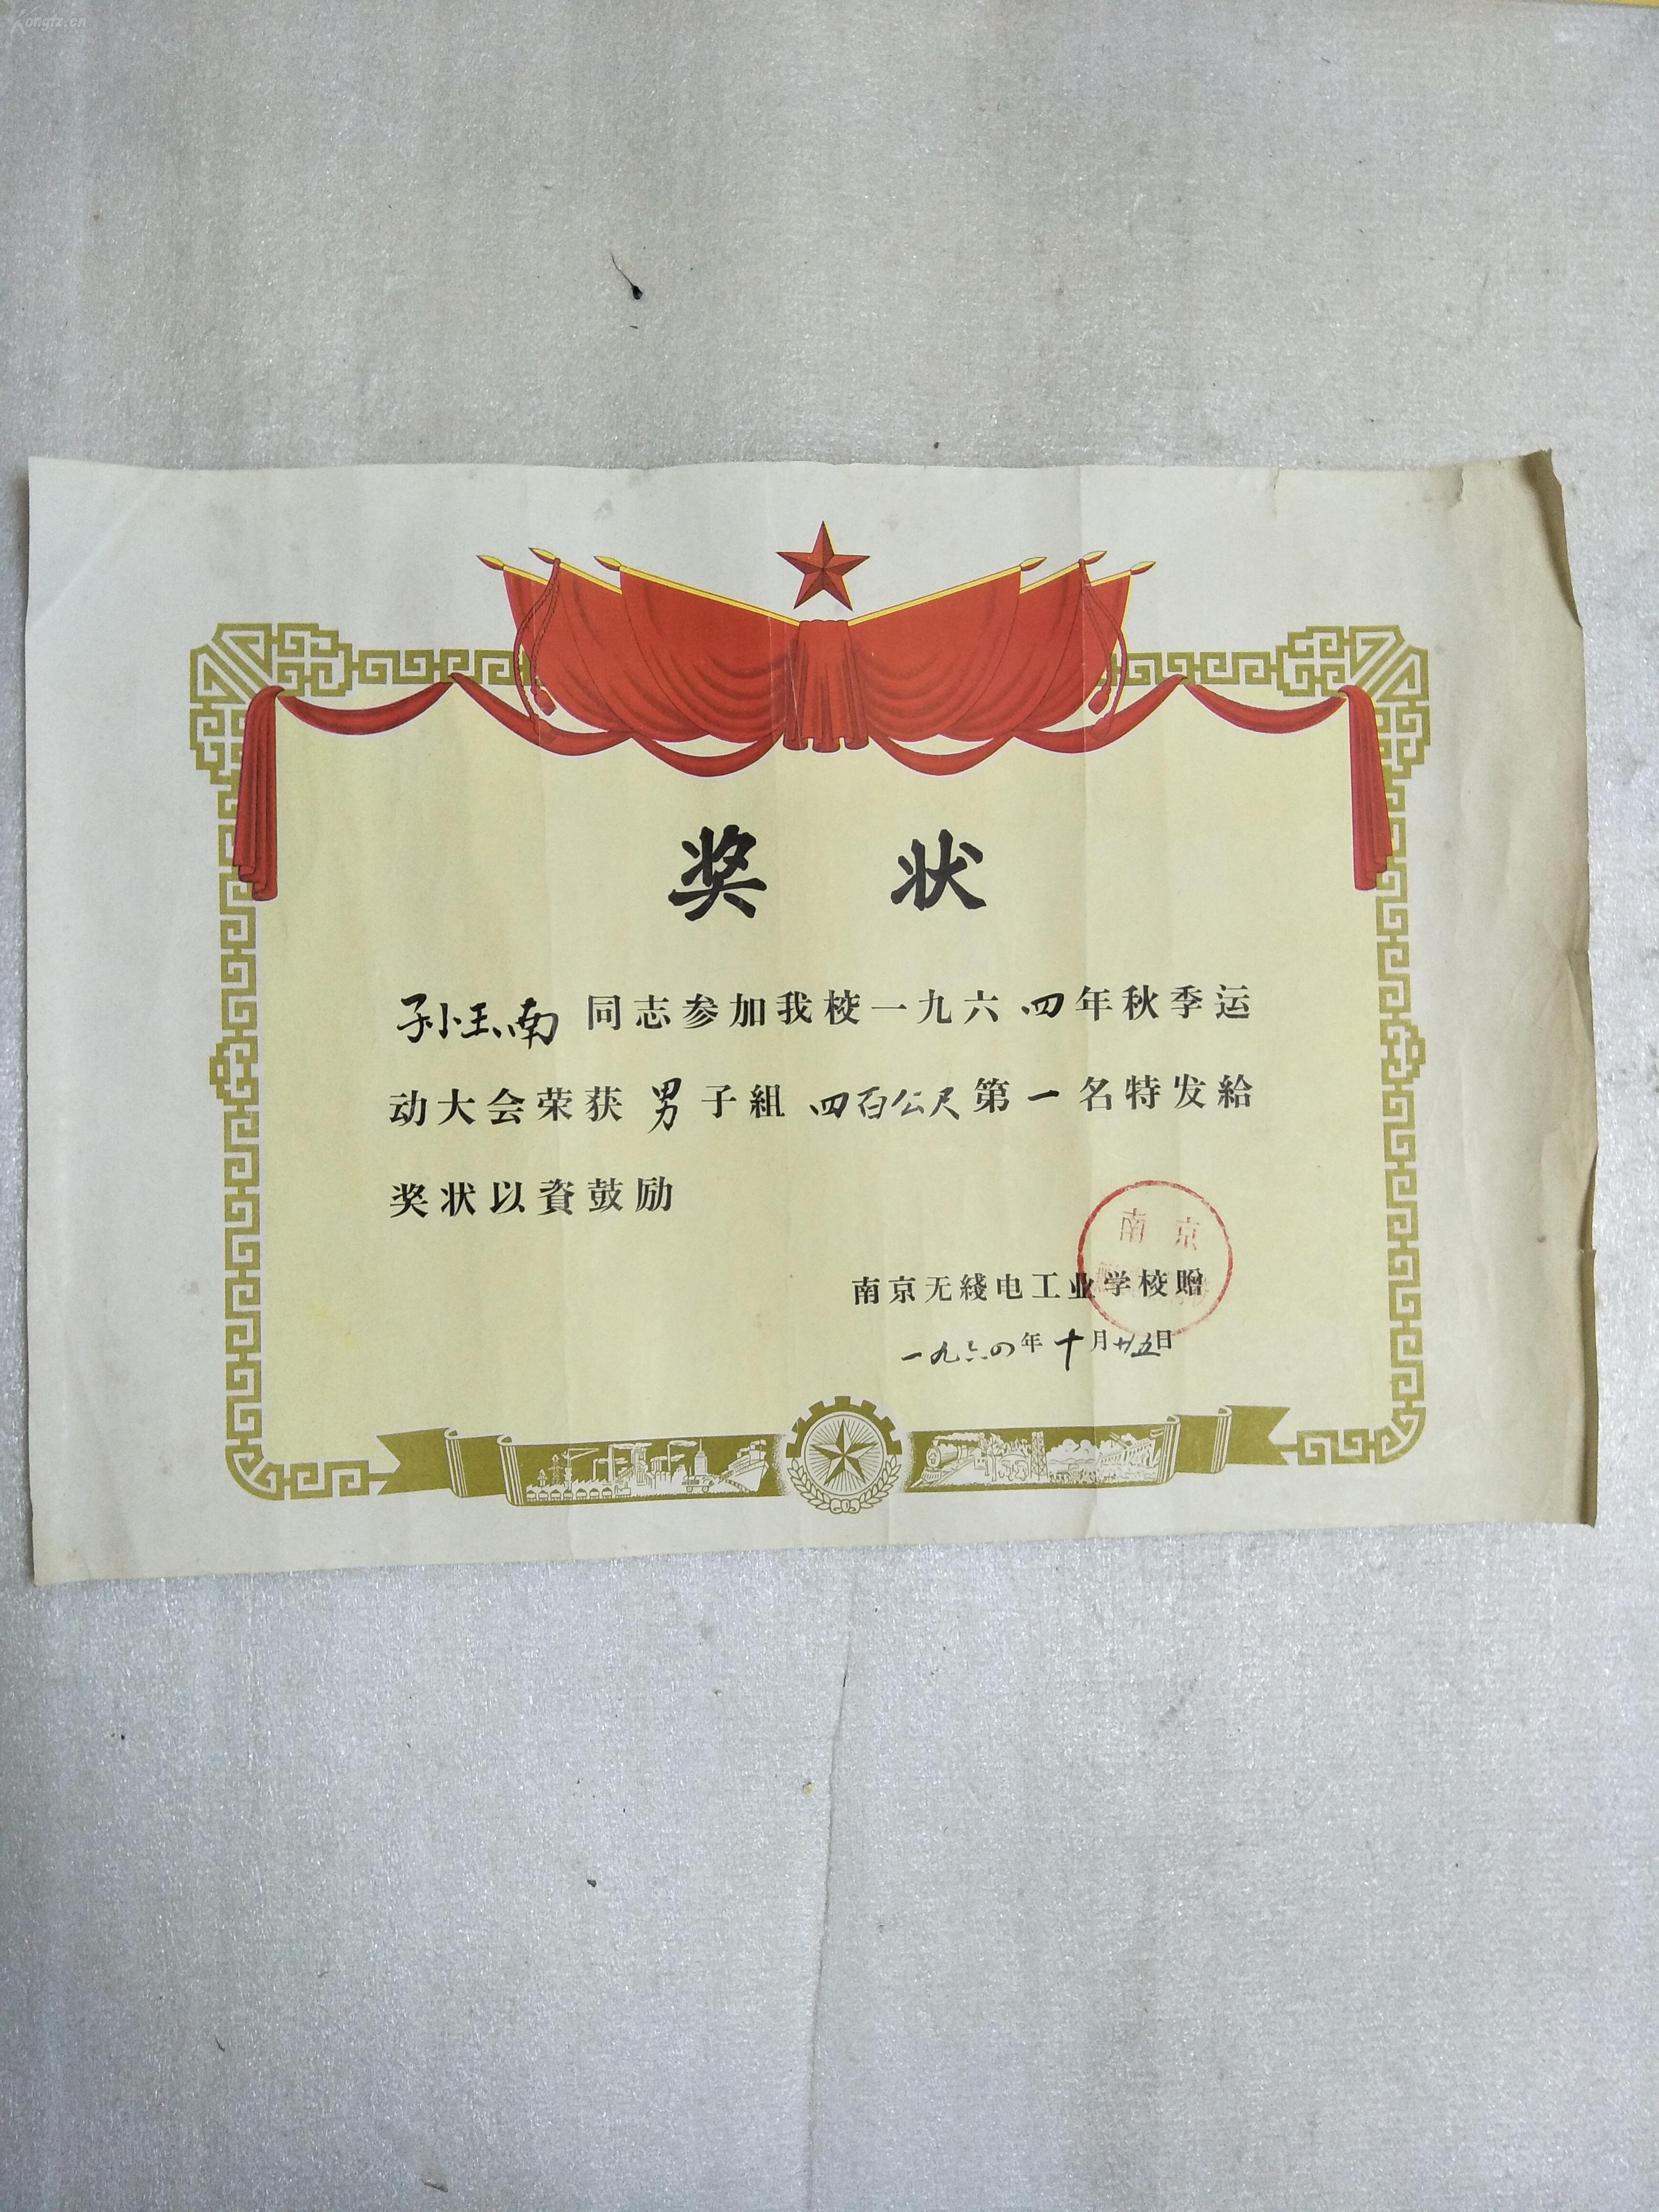 Kongfz.cn
奖状
孙玉南同志参加我校一九六四年秋季运
动大会荣获男子組四百公尺第一名特发給
奖状以資鼓励
南京
南京无綫电工业学校贈
一九六四年十月廿五日